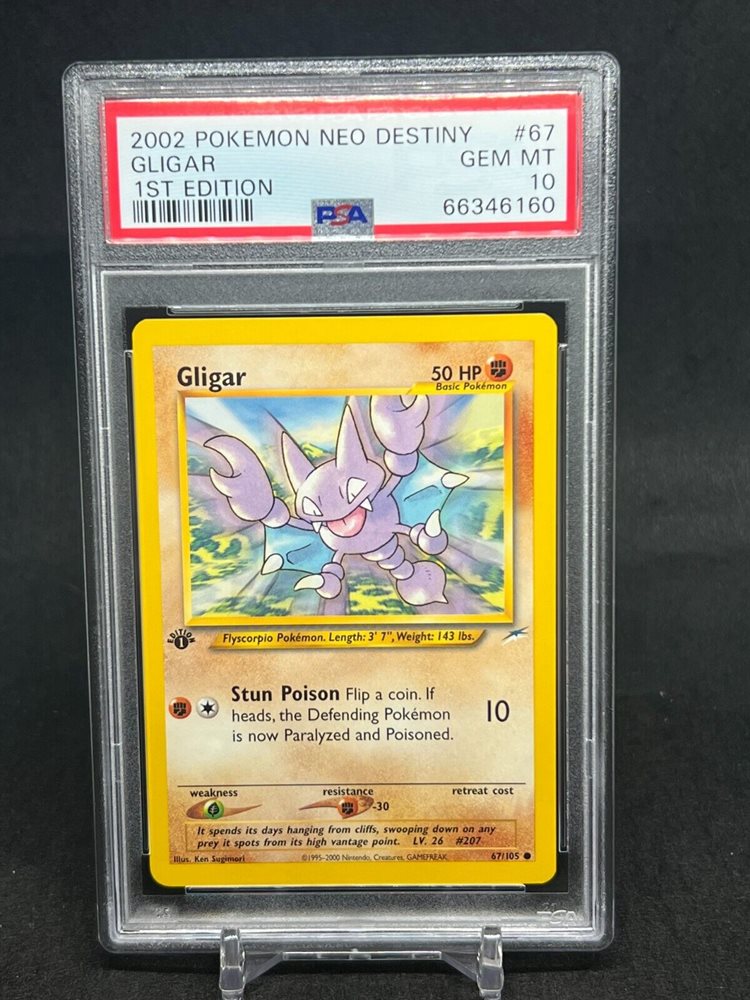 2002 POKEMON NEO DESTINY #67
GLIGAR GEM MT
1ST EDITION 10
PSA 66346160
Gligar 50 HP
Basic Pokémon
EDITION
1
Flyscorpio Pokémon. Length: 3' 7", Weight: 143 lbs.
Stun Poison Flip a coin. If
heads, the Defending Pokémon
is now Paralyzed and Poisoned.
10
weakness resistance retreat cost
-30
It spends its days hanging from cliffs, swooping down on any
prey it spots from its high vantage point. LV. 26 #207
Illus. Ken Sugimori ©1995-2000 Nintendo, Creatures, GAMEFREAK. 67/105
PSA